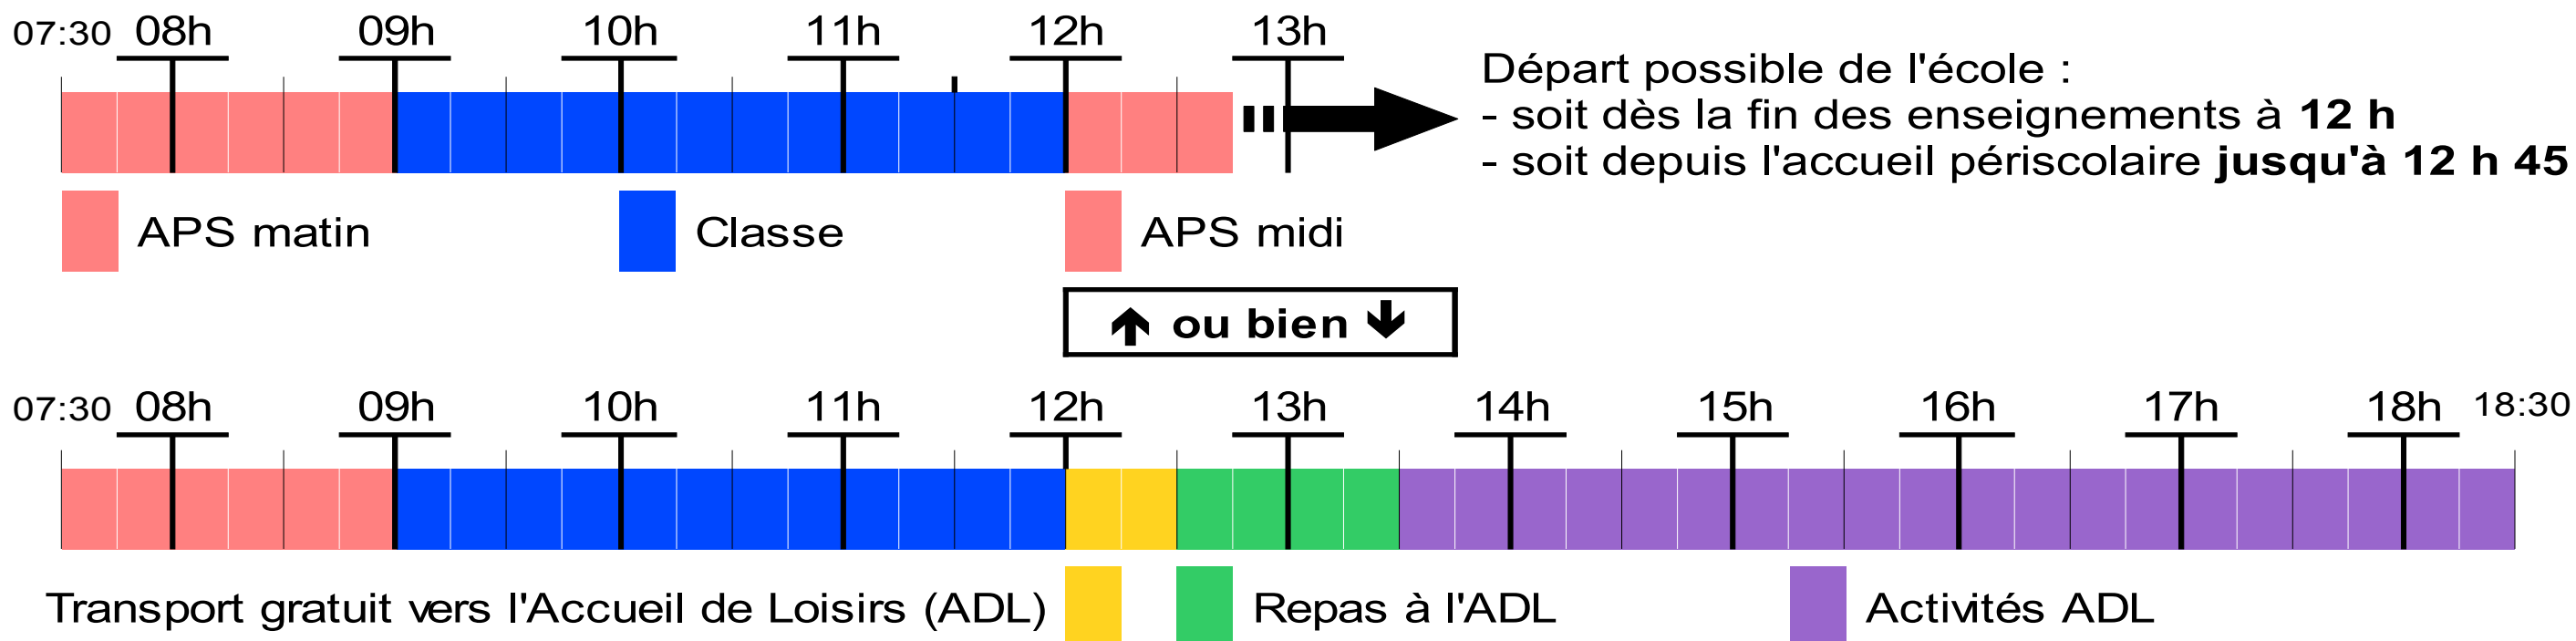 07:30 08h 09h 10h 11h 12h 13h
Départ possible de l'école :
- soit dès la fin des enseignements à 12 h
- soit depuis l'accueil périscolaire jusqu'à 12 h 45
APS matin Classe APS midi
🡹 ou bien 🡻
07:30 08h 09h 10h 11h 12h 13h 14h 15h 16h 17h 18h 18:30
Transport gratuit vers l'Accueil de Loisirs (ADL) Repas à l'ADL Activités ADL